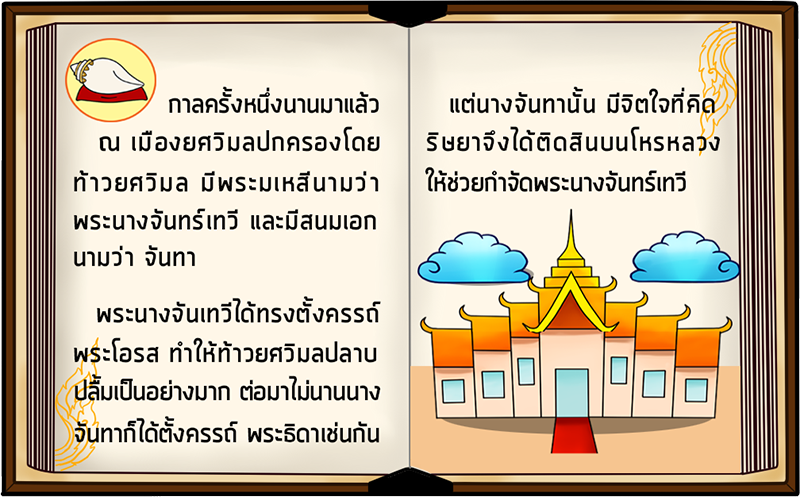 กาลครั้งหนึ่งนานมาแล้ว
ณ เมืองยศวิมลปกครองโดย
ท้าวยศวิมล มีพระมเหสีนามว่า
พระนางจันทร์เทวี และมีสนมเอก
นามว่า จันทา
พระนางจันเทวีได้ทรงตั้งครรถ์
พระโอรส ทำให้ท้าวยศวิมลปลาบ
ปลื้มเป็นอย่างมาก ต่อมาไม่นานนาง
จันทาก็ได้ตั้งครรถ์ พระธิดาเช่นกัน
แต่นางจันทานั้น มีจิตใจที่คิด
ริษยาจึงได้ติดสินบนโหรหลวง
ให้ช่วยกำจัดพระนางจันทร์เทวี